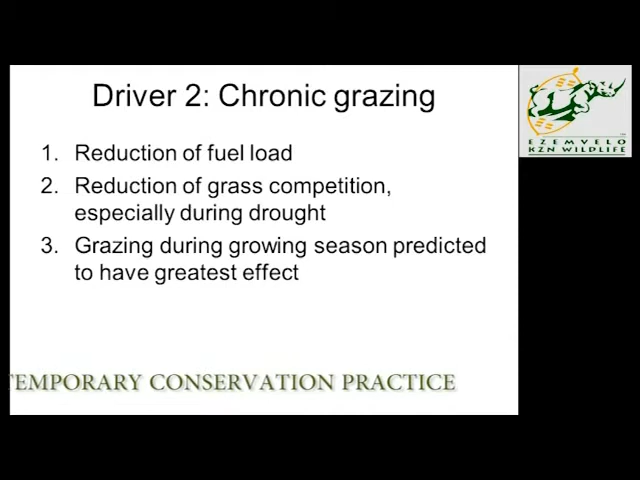 Driver 2: Chronic grazing
1. Reduction of fuel load
2. Reduction of grass competition,
especially during drought
3. Grazing during growing season predicted
to have greatest effect
TEMPORARY CONSERVATION PRACTICE
EZEMVELO
KZN WILDLIFE